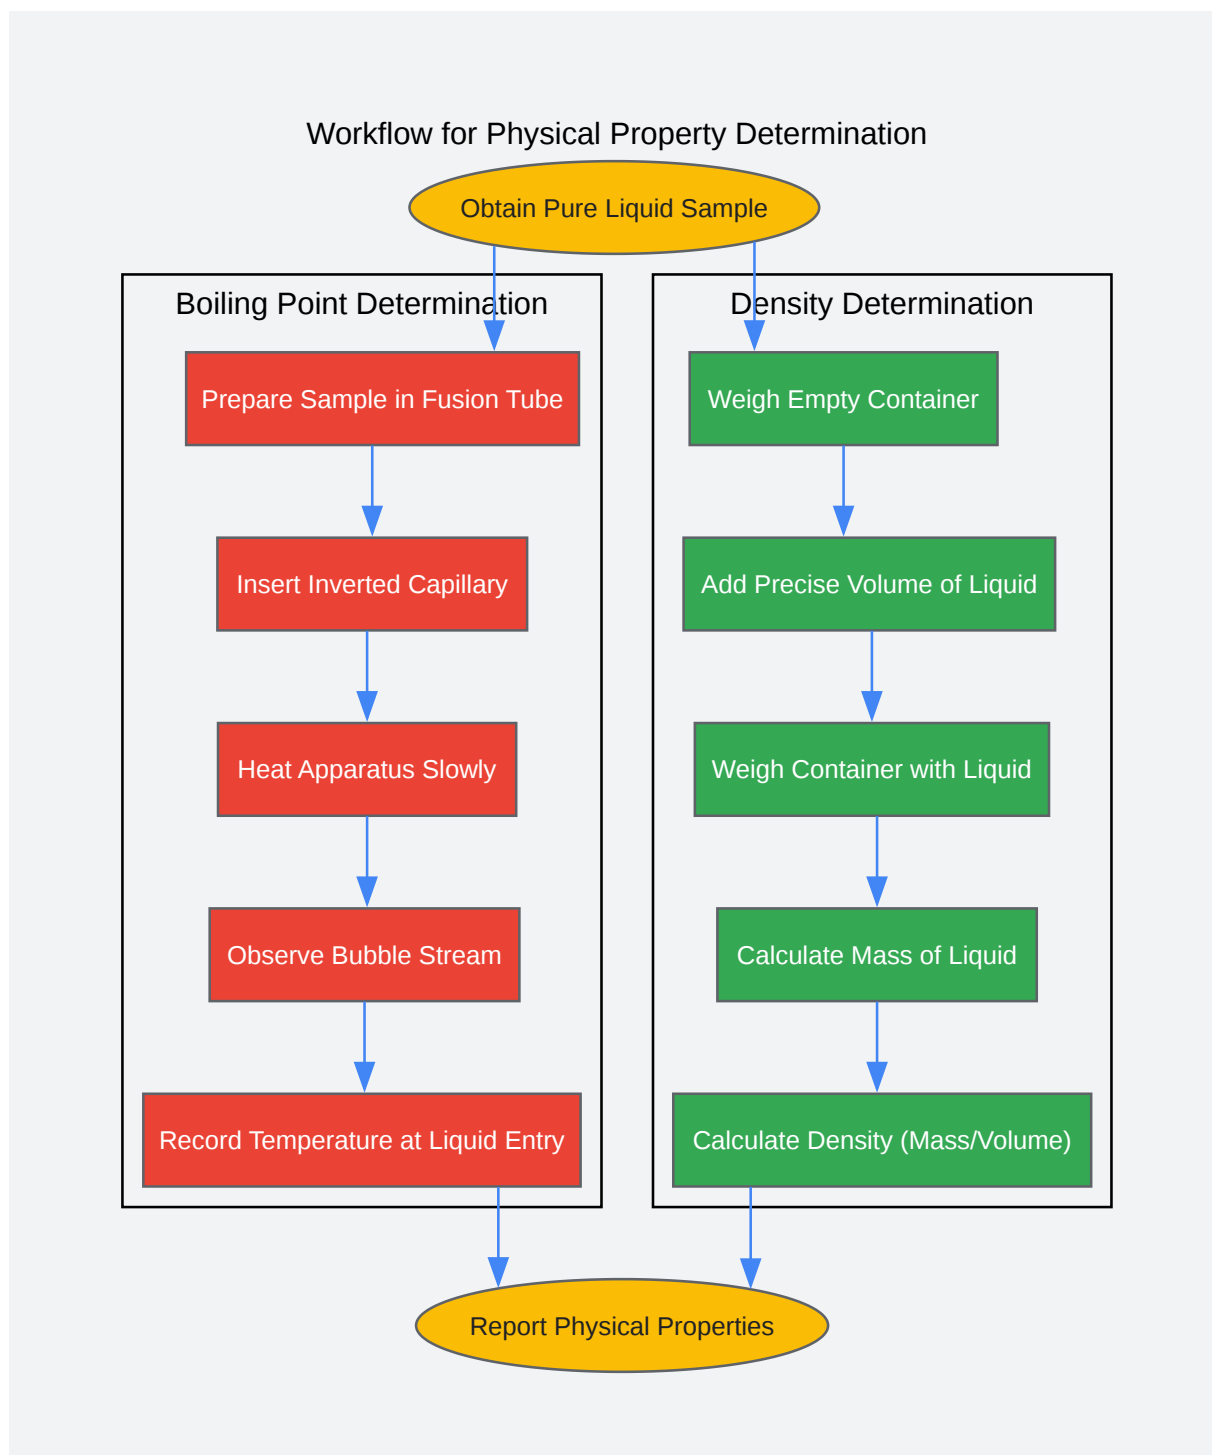 Workflow for Physical Property Determination
Obtain Pure Liquid Sample
Boiling Point Determination
Prepare Sample in Fusion Tube
Insert Inverted Capillary
Heat Apparatus Slowly
Observe Bubble Stream
Record Temperature at Liquid Entry
Density Determination
Weigh Empty Container
Add Precise Volume of Liquid
Weigh Container with Liquid
Calculate Mass of Liquid
Calculate Density (Mass/Volume)
Report Physical Properties